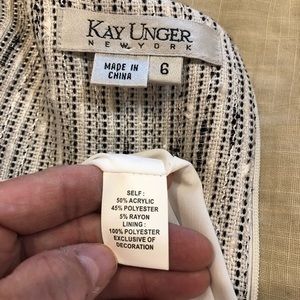 KAY UNGER
NEW YORK
MADE IN
CHINA
6
SELF :
50% ACRYLIC
45% POLYESTER
5% RAYON
LINING :
100% POLYESTER
EXCLUSIVE OF
DECORATION